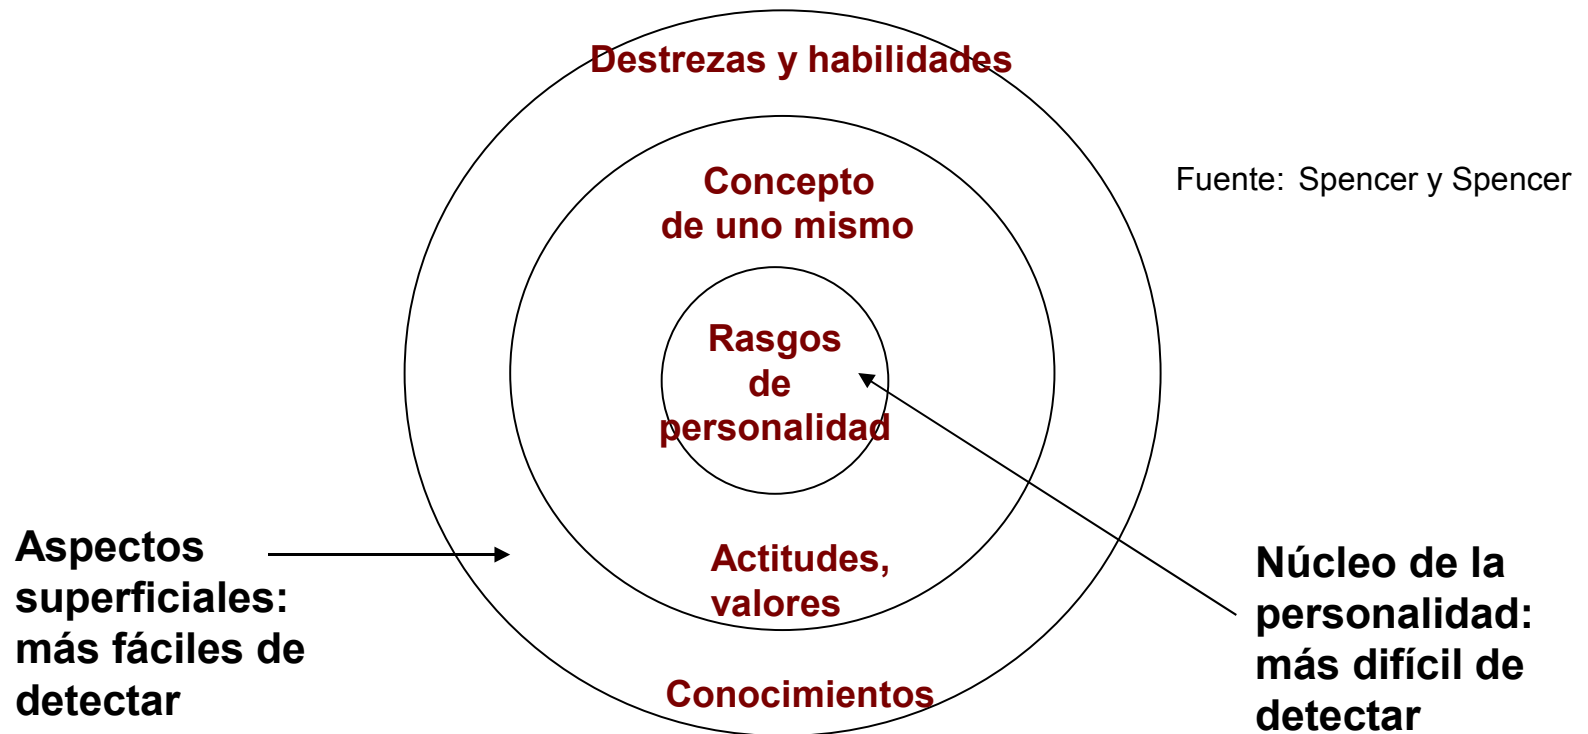 Destrezas y habilidades
Concepto
de uno mismo
Fuente: Spencer y Spencer
Rasgos
de
personalidad
Actitudes,
valores
Conocimientos
Aspectos
superficiales:
más fáciles de
detectar
Núcleo de la
personalidad:
más difícil de
detectar